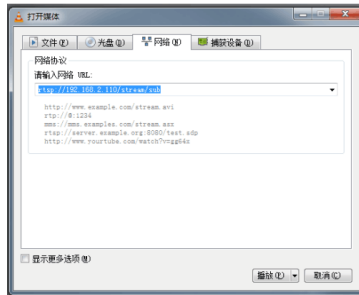 打开媒体
文件(F)
光盘(D)
网络(N)
捕获设备(D)
网络协议
请输入网络 URL:
rtsp://192.168.2.110/stream/sub
http://www.example.com/stream.avi
rtp://@:1234
mms://mms.examples.com/stream.asx
rtsp://server.example.org:8080/test.sdp
http://www.yourtube.com/watch?v=gg64x
显示更多选项(M)
播放(P)
取消(C)